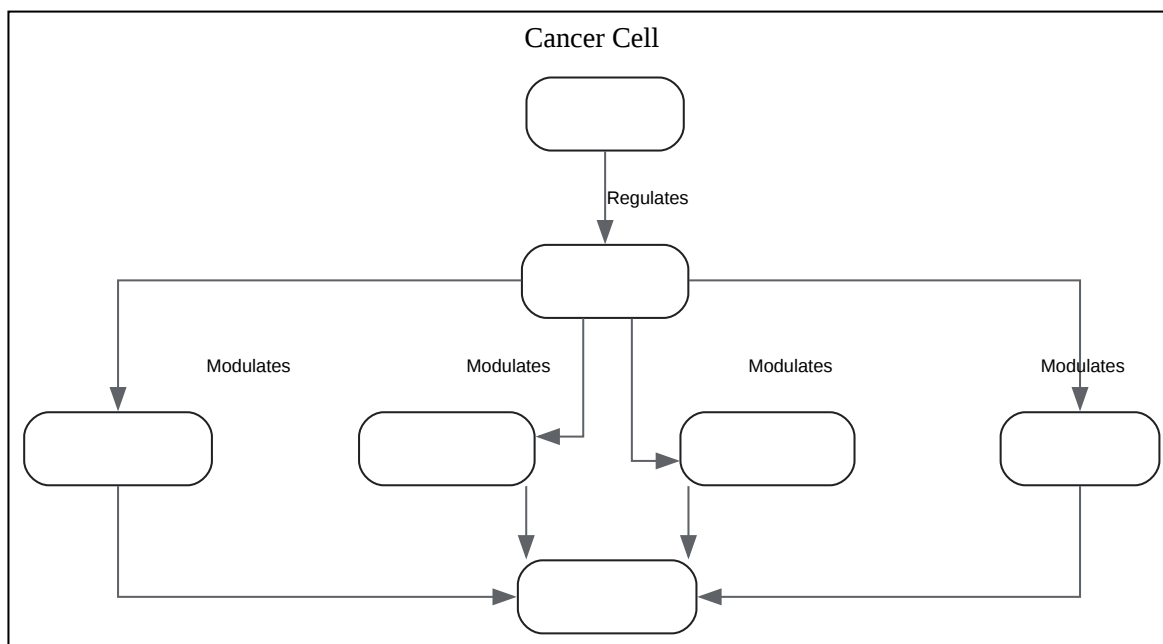 Cancer Cell
Regulates
Modulates
Modulates
Modulates
Modulates